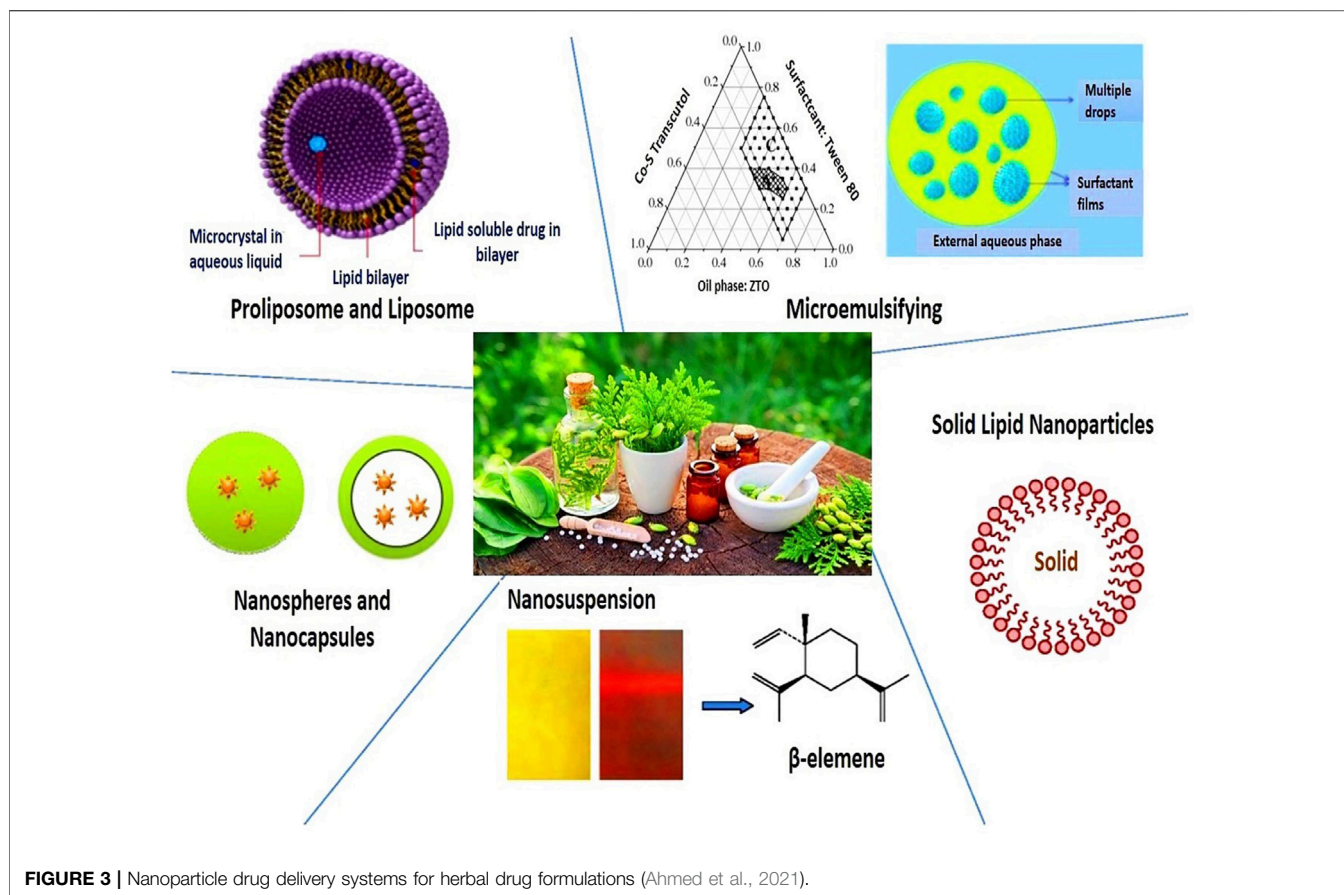 Microcrystal in
aqueous liquid
Lipid bilayer
Lipid soluble drug in
bilayer
Proliposome and Liposome
Co-S Transcutol
Surfactcant: Tween 80
0.0
0.2
0.4
0.6
0.8
1.0
1.0
0.8
0.6
0.4
0.2
0.0
0.0 0.2 0.4 0.6 0.8 1.0
C
A
Oil phase: ZTO
Multiple
drops
Surfactant
films
External aqueous phase
Microemulsifying
Nanospheres and
Nanocapsules
Solid Lipid Nanoparticles
Solid
Nanosuspension
β-elemene
FIGURE 3 | Nanoparticle drug delivery systems for herbal drug formulations (Ahmed et al., 2021).